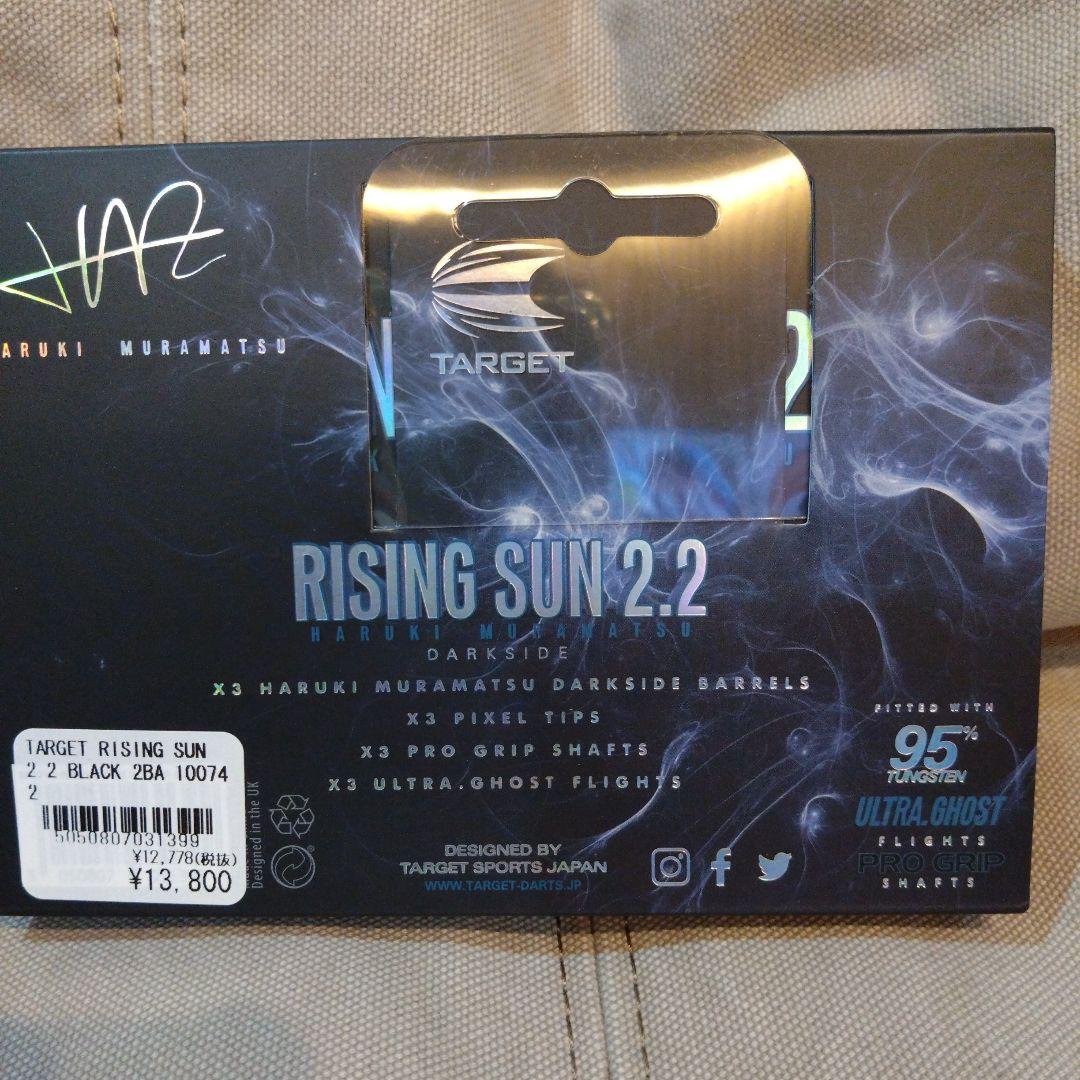 HAZ
ARUKI MURAMATSU
TARGET
2
RISING SUN 2.2
HARUKI MURAMATSU
DARKSIDE
X3 HARUKI MURAMATSU DARKSIDE BARRELS
X3 PIXEL TIPS
X3 PRO GRIP SHAFTS
X3 ULTRA.GHOST FLIGHTS
FITTED WITH
95%
TUNGSTEN
ULTRA.GHOST
FLIGHTS
PRO GRIP
SHAFTS
TARGET RISING SUN
2 2 BLACK 2BA 10074
2
5050807031399
¥12,778(税抜)
¥13,800
Designed in the UK
DESIGNED BY
TARGET SPORTS JAPAN
WWW.TARGET-DARTS.JP